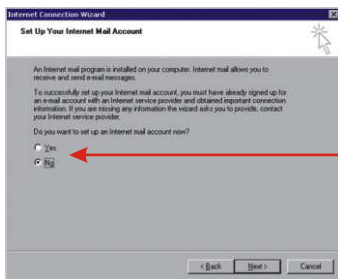 Internet Connection Wizard
Set Up Your Internet Mail Account
An Internet mail program is installed on your computer. Internet mail allows you to
receive and send e-mail messages.
To successfully set up your Internet mail account, you must have already signed up for
an e-mail account with an Internet service provider and obtained important connection
information. If you are missing any information the wizard asks you to provide, contact
your Internet service provider.
Do you want to set up an Internet mail account now?
Yes
No
< Back Next > Cancel